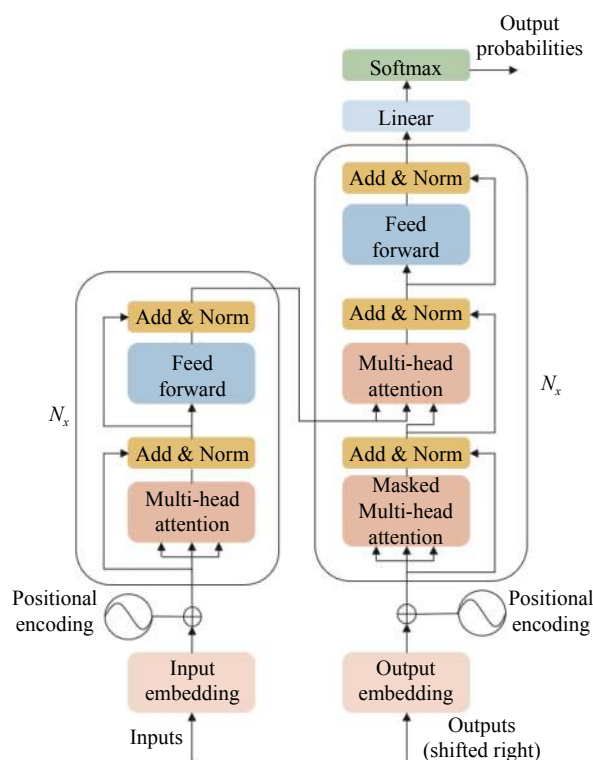 Output
probabilities
Softmax
Linear
Add & Norm
Feed
forward
Add & Norm
Multi-head
attention
Add & Norm
Masked
Multi-head
attention
Nₓ
Add & Norm
Feed
forward
Nₓ
Add & Norm
Multi-head
attention
Positional
encoding
Positional
encoding
Input
embedding
Output
embedding
Inputs
Outputs
(shifted right)